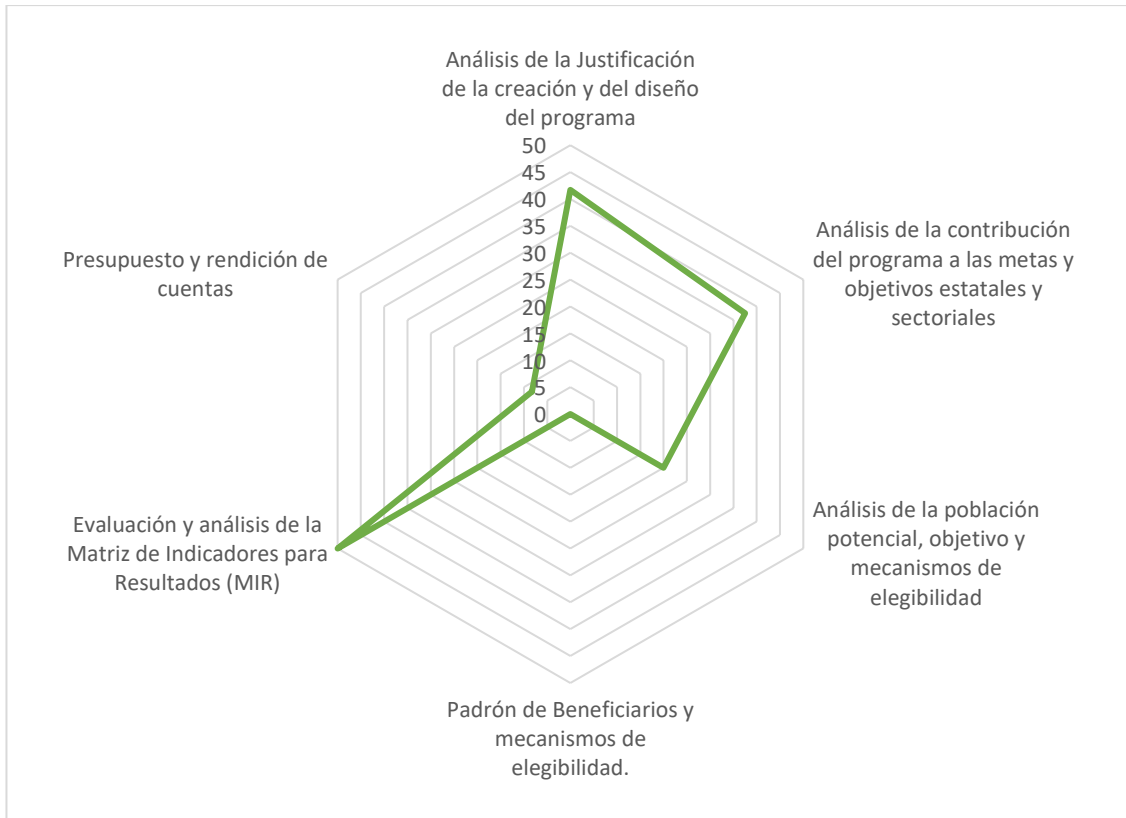 Análisis de la Justificación
de la creación y del diseño
del programa
50
45
40
35
30
25
20
15
10
5
0
Análisis de la contribución
del programa a las metas y
objetivos estatales y
sectoriales
Análisis de la población
potencial, objetivo y
mecanismos de
elegibilidad
Padrón de Beneficiarios y
mecanismos de
elegibilidad.
Evaluación y análisis de la
Matriz de Indicadores para
Resultados (MIR)
Presupuesto y rendición de
cuentas